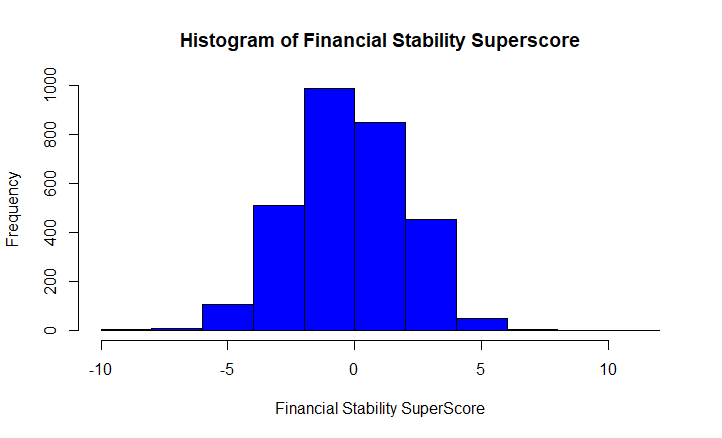 Histogram of Financial Stability Superscore
Frequency
1000
800
600
400
200
0
-10 -5 0 5 10
Financial Stability SuperScore